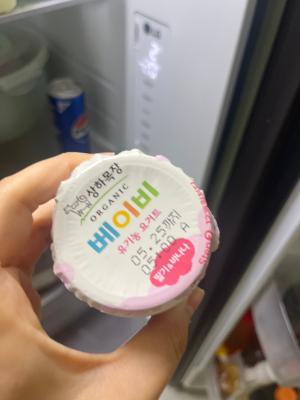 LG
상하목장
ORGANIC
베이비
유기농 요거트
05.25까지
A
딸기&바나나